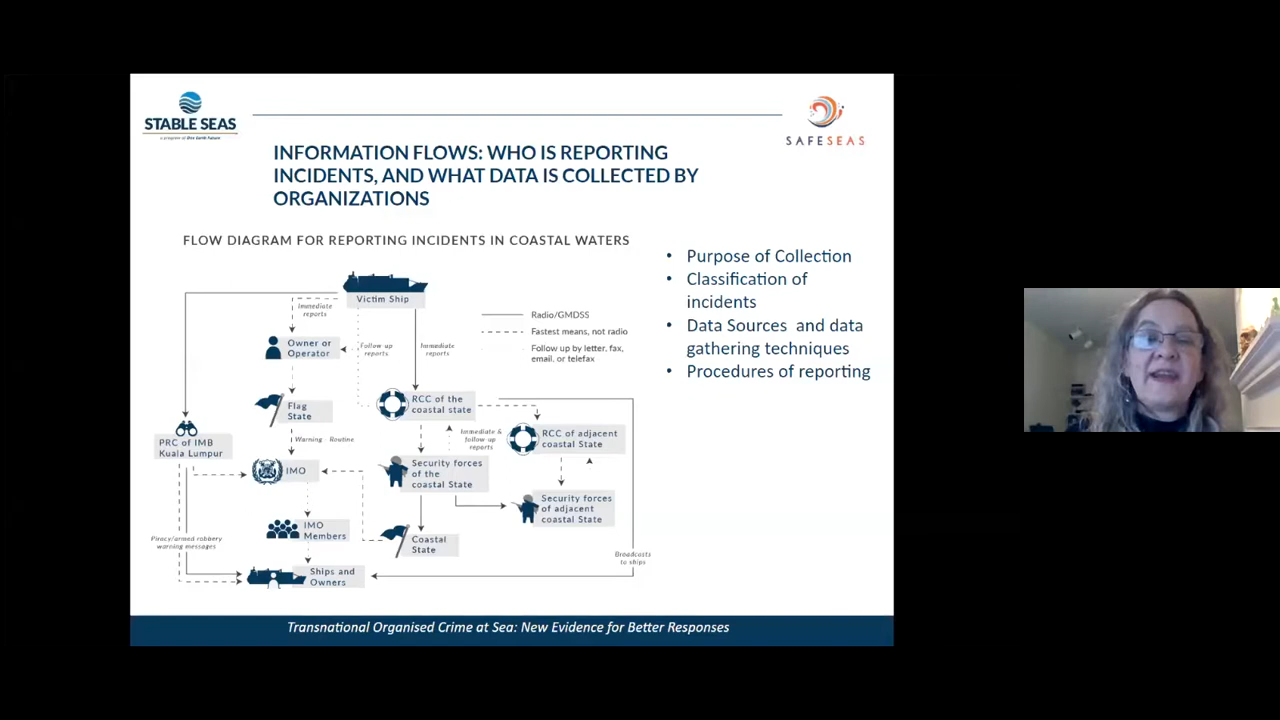 STABLE SEAS
a program of One Earth Future
SAFESEAS
INFORMATION FLOWS: WHO IS REPORTING
INCIDENTS, AND WHAT DATA IS COLLECTED BY
ORGANIZATIONS
FLOW DIAGRAM FOR REPORTING INCIDENTS IN COASTAL WATERS
Victim Ship
Immediate
reports
Owner or
Operator
Follow-up
reports
Immediate
reports
Radio/GMDSS
Fastest means, not radio
Follow up by letter, fax,
email, or telefax
Flag
State
RCC of the
coastal state
Warning Routine
Immediate &
follow-up
reports
RCC of adjacent
coastal State
PRC of IMB
Kuala Lumpur
IMO
Security forces
of the
coastal State
Security forces
of adjacent
coastal State
IMO
Members
Coastal
State
Piracy/armed robbery
warning messages
Broadcasts
to ships
Ships and
Owners
• Purpose of Collection
• Classification of
incidents
• Data Sources and data
gathering techniques
• Procedures of reporting
Transnational Organised Crime at Sea: New Evidence for Better Responses